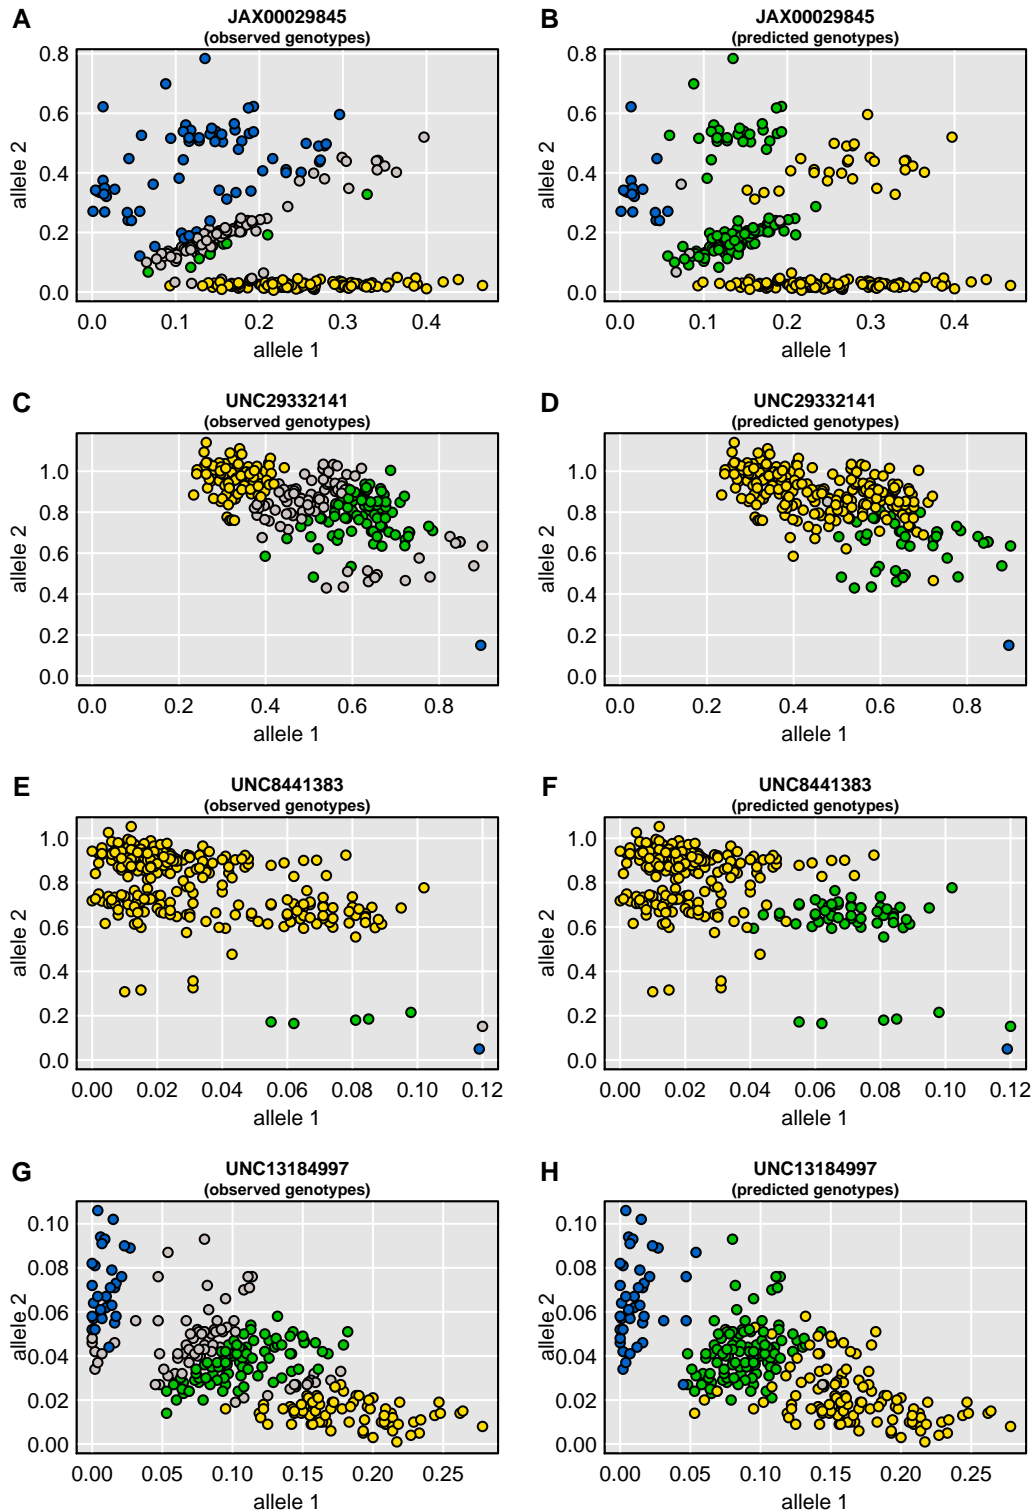 A
JAX00029845
(observed genotypes)
0.8
0.6
0.4
0.2
0.0
allele 2
0.0 0.1 0.2 0.3 0.4
allele 1
B
JAX00029845
(predicted genotypes)
0.8
0.6
0.4
0.2
0.0
allele 2
0.0 0.1 0.2 0.3 0.4
allele 1
C
UNC29332141
(observed genotypes)
1.0
0.8
0.6
0.4
0.2
0.0
allele 2
0.0 0.2 0.4 0.6 0.8
allele 1
D
UNC29332141
(predicted genotypes)
1.0
0.8
0.6
0.4
0.2
0.0
allele 2
0.0 0.2 0.4 0.6 0.8
allele 1
E
UNC8441383
(observed genotypes)
1.0
0.8
0.6
0.4
0.2
0.0
allele 2
0.00 0.02 0.04 0.06 0.08 0.10 0.12
allele 1
F
UNC8441383
(predicted genotypes)
1.0
0.8
0.6
0.4
0.2
0.0
allele 2
0.00 0.02 0.04 0.06 0.08 0.10 0.12
allele 1
G
UNC13184997
(observed genotypes)
0.10
0.08
0.06
0.04
0.02
0.00
allele 2
0.00 0.05 0.10 0.15 0.20 0.25
allele 1
H
UNC13184997
(predicted genotypes)
0.10
0.08
0.06
0.04
0.02
0.00
allele 2
0.00 0.05 0.10 0.15 0.20 0.25
allele 1